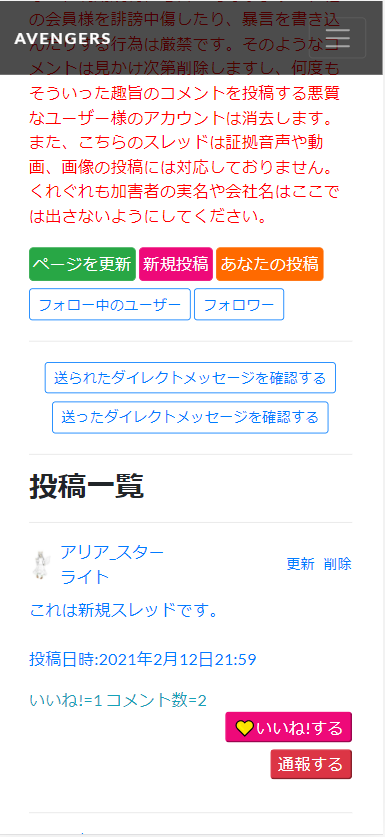 の会員様を誹謗中傷したり、暴言を書き込
AVENGERS
んだりする行為は厳禁です。そのようなコ
メントは見かけ次第削除しますし、何度も
そういった趣旨のコメントを投稿する悪質
なユーザー様のアカウントは消去します。
また、こちらのスレッドは証拠音声や動
画、画像の投稿には対応しておりません。
くれぐれも加害者の実名や会社名はここで
は出さないようにしてください。
ページを更新 新規投稿 あなたの投稿
フォロー中のユーザー フォロワー
送られたダイレクトメッセージを確認する
送ったダイレクトメッセージを確認する
投稿一覧
アリア_スター
ライト
更新 削除
これは新規スレッドです。
投稿日時:2021年2月12日21:59
いいね!=1 コメント数=2
いいね!する
通報する